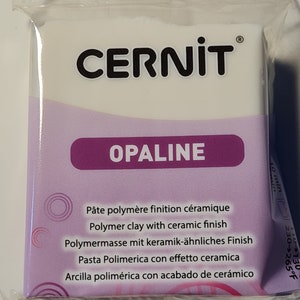 CERNiT®
OPALINE
Pâte polymère finition céramique
Polymer clay with ceramic finish
Polymermasse mit keramik-ähnliches Finish
Pasta Polimerica con effetto ceramica
Arcilla polimérica con acabado de cerámico